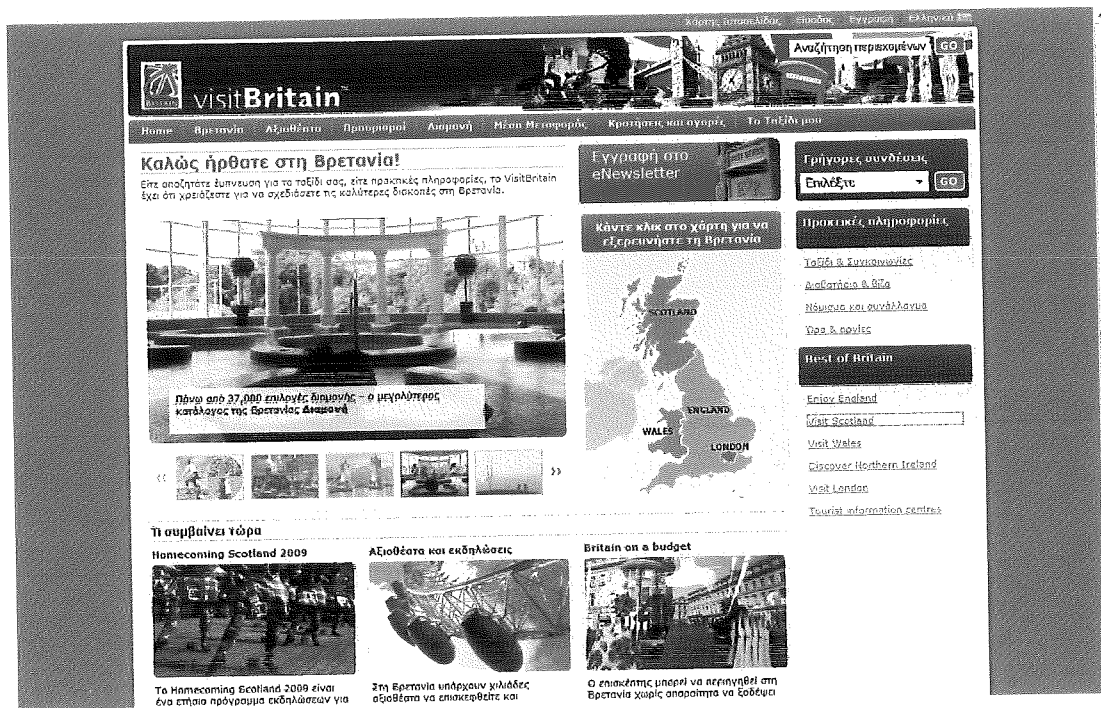 Χάρτης Ιστοσελίδας Είσοδος Εγγραφή Ελληνικά
Αναζήτηση περιεχομένων GO
BRITAIN
visitBritain™
Home Βρετανία Αξιοθέατα Προορισμοί Διαμονή Μέσα Μεταφοράς Κρατήσεις και αγορές Το Ταξίδι μου
Καλώς ήρθατε στη Βρετανία!
Είτε αναζητάτε έμπνευση για το ταξίδι σας, είτε πρακτικές πληροφορίες, το VisitBritain
έχει ότι χρειάζεστε για να σχεδιάσετε τις καλύτερες διακοπές στη Βρετανία.
Πάνω από 37,000 επιλογές διαμονής – ο μεγαλύτερος
κατάλογος της Βρετανίας Διαμονή
‹‹
››
Εγγραφή στο
eNewsletter
Κάντε κλικ στο χάρτη για να
εξερευνήστε τη Βρετανία
SCOTLAND
ENGLAND
WALES
LONDON
Γρήγορες συνδέσεις
Επιλέξτε GO
Πρακτικές πληροφορίες
Ταξίδι & Συγκοινωνίες
Διαβατήριο & βίζα
Νόμισμα και συνάλλαγμα
Ώρα & αργίες
Best of Britain
Enjoy England
Visit Scotland
Visit Wales
Discover Northern Ireland
Visit London
Tourist information centres
Τι συμβαίνει τώρα
Homecoming Scotland 2009
Το Homecoming Scotland 2009 είναι
ένα ετήσιο πρόγραμμα εκδηλώσεων για
Αξιοθέατα και εκδηλώσεις
Στη Βρετανία υπάρχουν χιλιάδες
αξιοθέατα να επισκεφθείτε και
Britain on a budget
Ο επισκέπτης μπορεί να περιηγηθεί στη
Βρετανία χωρίς απαραίτητα να ξοδέψει